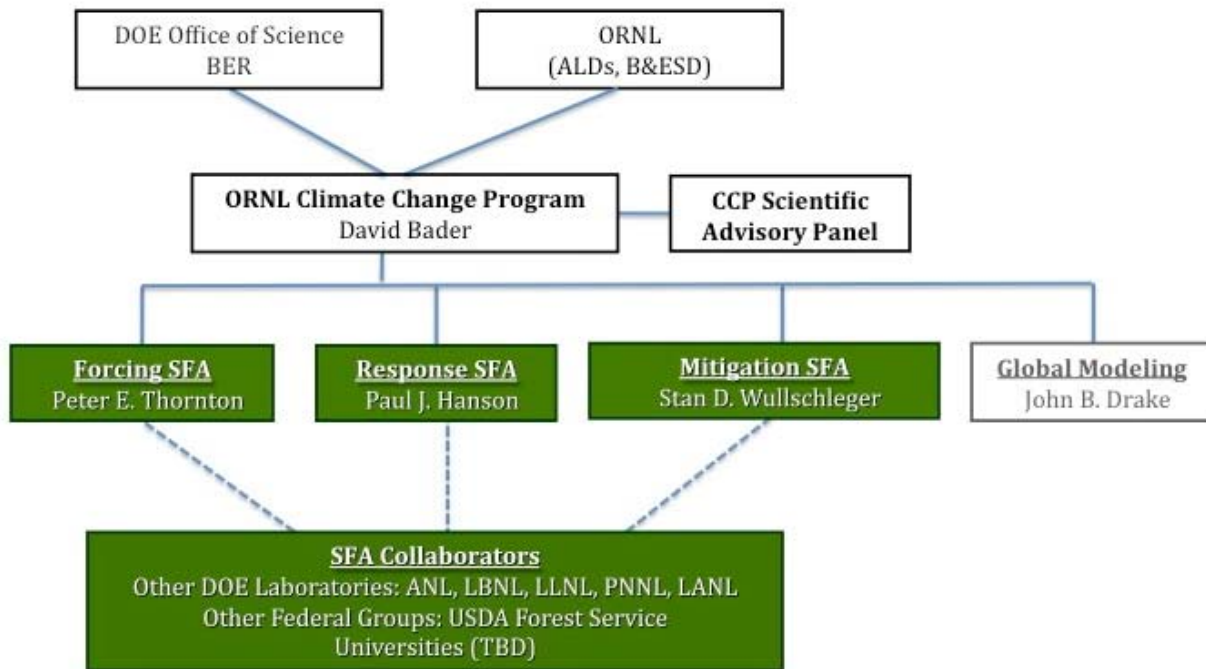 DOE Office of Science
BER
ORNL
(ALDs, B&ESD)
ORNL Climate Change Program
David Bader
CCP Scientific
Advisory Panel
Forcing SFA
Peter E. Thornton
Response SFA
Paul J. Hanson
Mitigation SFA
Stan D. Wullschleger
Global Modeling
John B. Drake
SFA Collaborators
Other DOE Laboratories: ANL, LBNL, LLNL, PNNL, LANL
Other Federal Groups: USDA Forest Service
Universities (TBD)